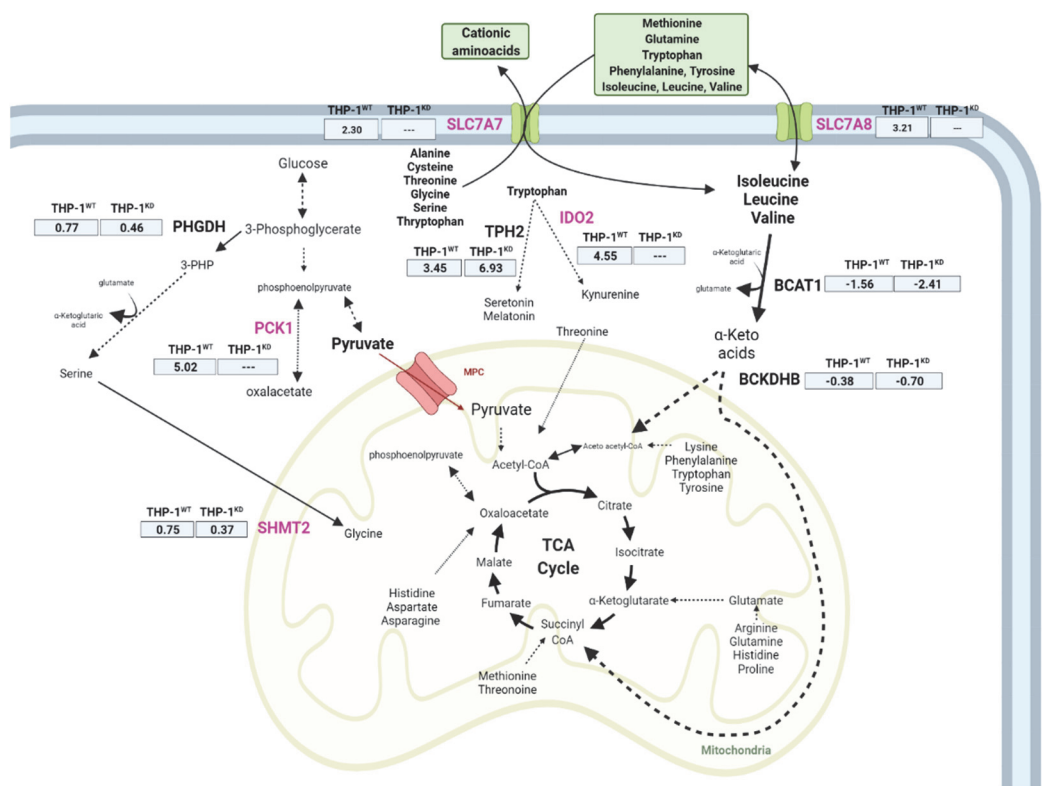 Cationic
aminoacids
Methionine
Glutamine
Tryptophan
Phenylalanine, Tyrosine
Isoleucine, Leucine, Valine
THP-1WT THP-1KD
2.30 ---
SLC7A7
SLC7A8
THP-1WT THP-1KD
3.21 ---
Alanine
Cysteine
Threonine
Glycine
Serine
Thryptophan
Glucose
Tryptophan
Isoleucine
Leucine
Valine
THP-1WT THP-1KD
0.77 0.46
PHGDH
3-Phosphoglycerate
TPH2
IDO2
THP-1WT THP-1KD
3.45 6.93
THP-1WT THP-1KD
4.55 ---
3-PHP
glutamate
α-Ketoglutaric
acid
phosphoenolpyruvate
Seretonin
Melatonin
Kynurenine
α-Ketoglutaric
acid
glutamate
BCAT1
THP-1WT THP-1KD
-1.56 -2.41
PCK1
THP-1WT THP-1KD
5.02 ---
Pyruvate
Threonine
α-Keto
acids
BCKDHB
THP-1WT THP-1KD
-0.38 -0.70
Serine
oxalacetate
MPC
Pyruvate
phosphoenolpyruvate
Acetyl-CoA
Aceto acetyl-CoA
Lysine
Phenylalanine
Tryptophan
Tyrosine
THP-1WT THP-1KD
0.75 0.37
SHMT2
Glycine
Oxaloacetate
Citrate
TCA
Cycle
Isocitrate
Malate
Histidine
Aspartate
Asparagine
Fumarate
α-Ketoglutarate
Glutamate
Succinyl
CoA
Arginine
Glutamine
Histidine
Proline
Methionine
Threonoine
Mitochondria